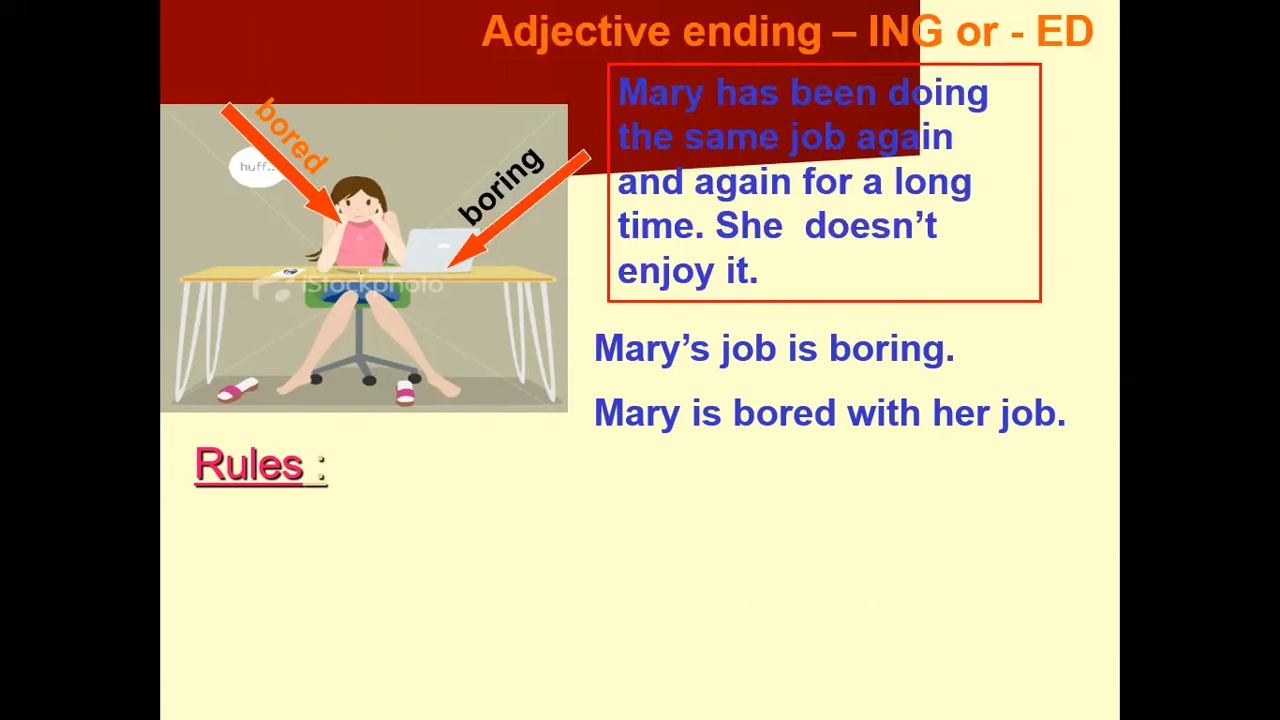 Adjective ending – ING or - ED
Mary has been doing
the same job again
and again for a long
time. She doesn’t
enjoy it.
bored
huff..
boring
iStockphoto
Mary’s job is boring.
Mary is bored with her job.
Rules :